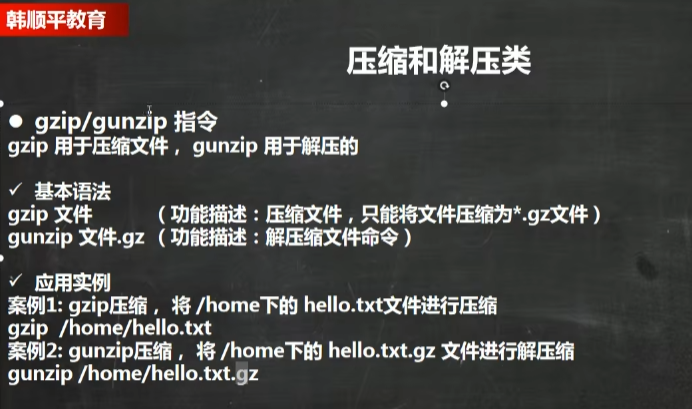 韩顺平教育
压缩和解压类
● gzip/gunzip 指令
gzip 用于压缩文件， gunzip 用于解压的
✓ 基本语法
gzip 文件 （功能描述：压缩文件，只能将文件压缩为*.gz文件）
gunzip 文件.gz （功能描述：解压缩文件命令）
✓ 应用实例
案例1: gzip压缩， 将 /home下的 hello.txt文件进行压缩
gzip /home/hello.txt
案例2: gunzip压缩， 将 /home下的 hello.txt.gz 文件进行解压缩
gunzip /home/hello.txt.gz